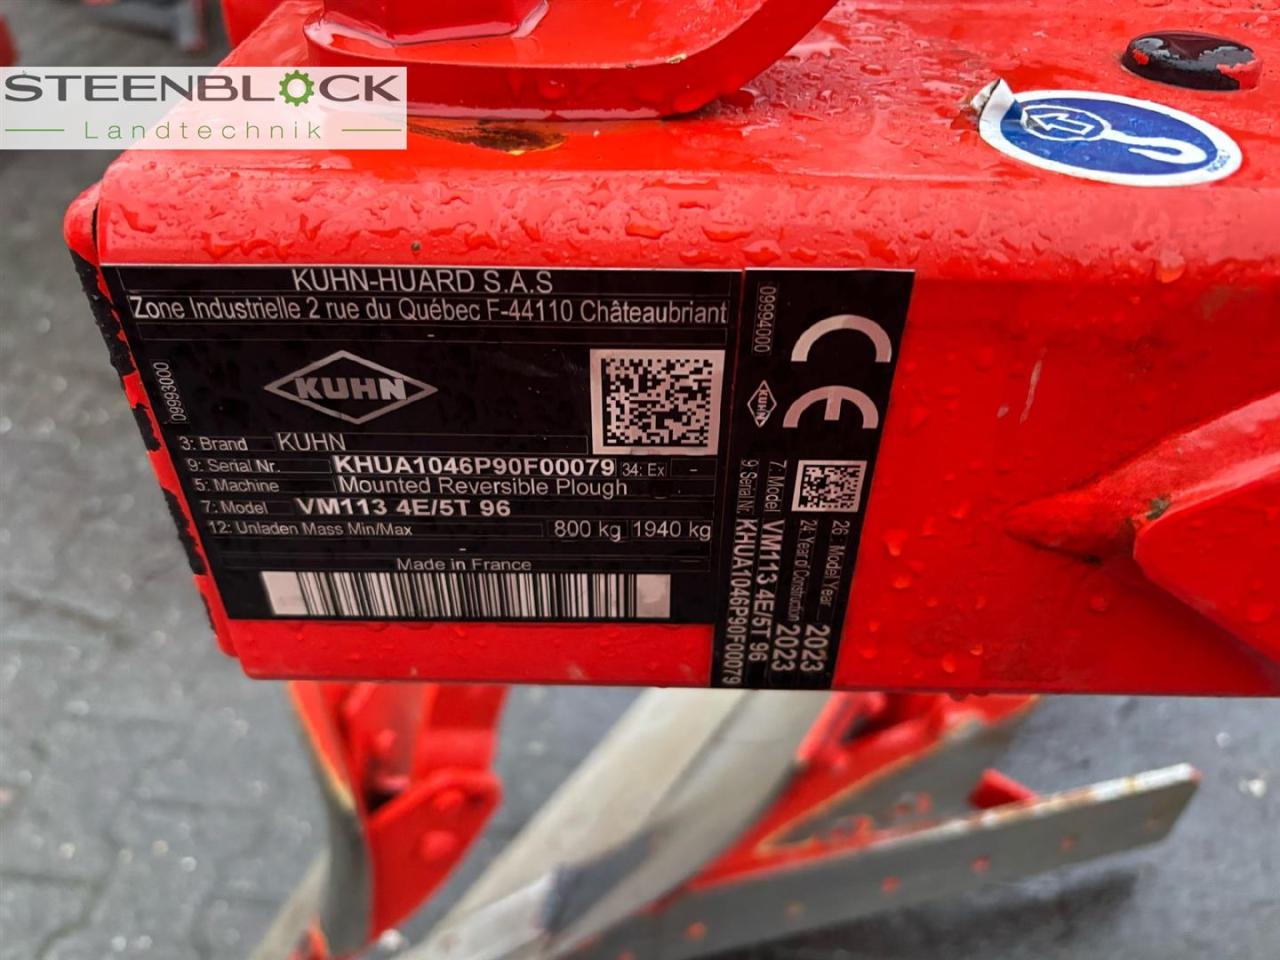 STEENBLOCK
Landtechnik
KUHN-HUARD S.A.S
Zone Industrielle 2 rue du Québec F-44110 Châteaubriant
09993000
KUHN
3: Brand KUHN
9: Serial Nr. KHUA1046P90F00079 34: Ex -
5: Machine Mounted Reversible Plough
7: Model VM113 4E/5T 96
12: Unladen Mass Min/Max 800 kg 1940 kg
-
Made in France
09994000
CE
KUHN
26: Model Year 2023
24: Year of Construction 2023
7: Model VM113 4E/5T 96
9: Serial Nr. KHUA1046P90F00079